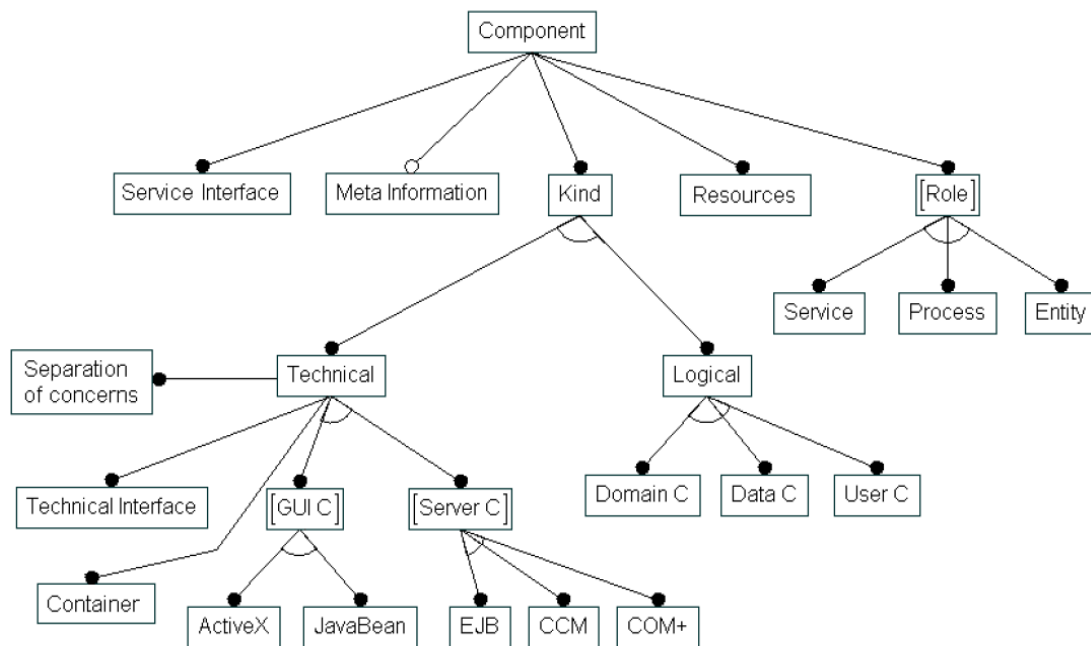 Component
Service Interface
Meta Information
Kind
Resources
[Role]
Service
Process
Entity
Separation
of concerns
Technical
Logical
Technical Interface
[GUI C]
[Server C]
Domain C
Data C
User C
Container
ActiveX
JavaBean
EJB
CCM
COM+